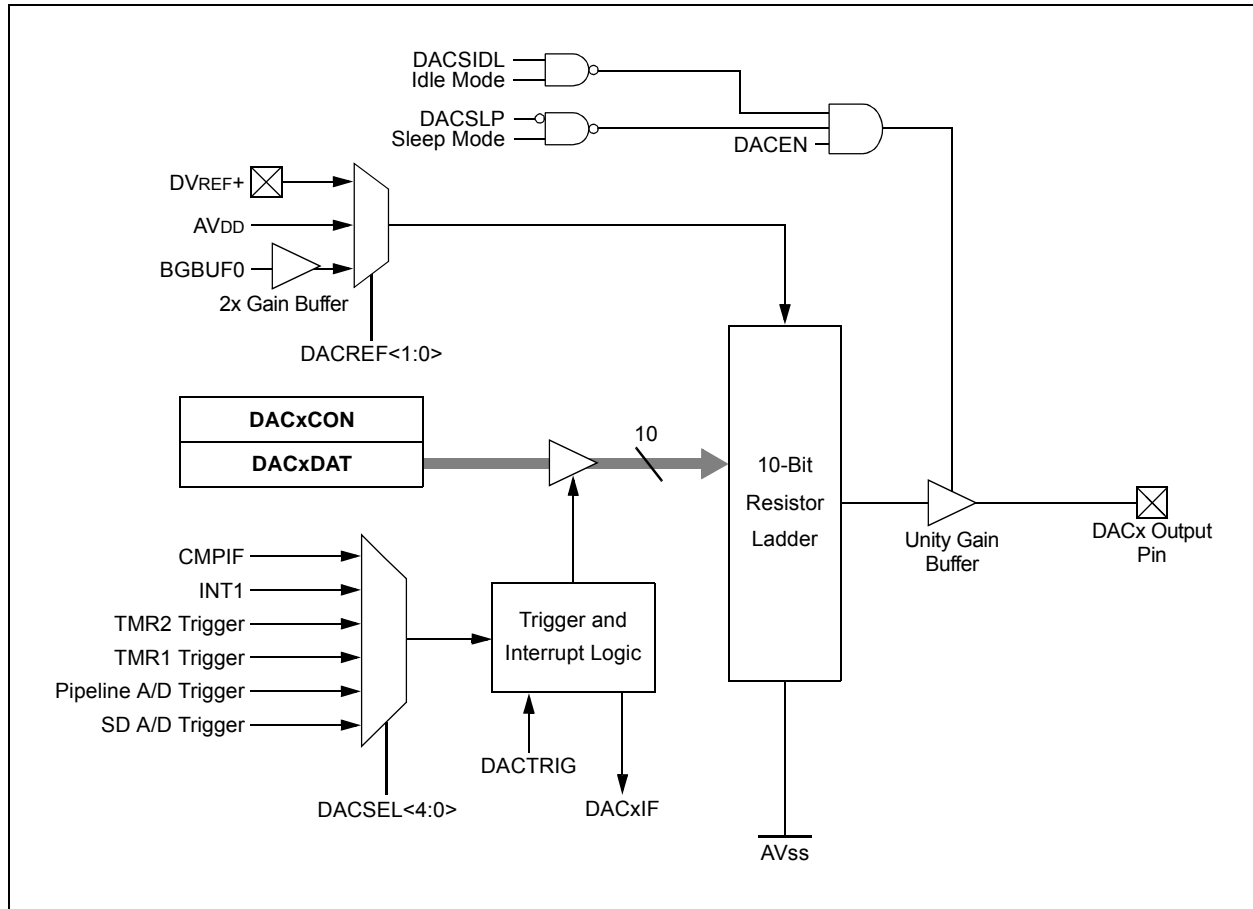 DACSIDL
Idle Mode
DACSLP
Sleep Mode
DACEN
DVREF+
AVDD
BGBUF0
2x Gain Buffer
DACREF<1:0>
DACxCON
DACxDAT
10
10-Bit
Resistor
Ladder
Unity Gain
Buffer
DACx Output
Pin
CMPIF
INT1
TMR2 Trigger
TMR1 Trigger
Pipeline A/D Trigger
SD A/D Trigger
Trigger and
Interrupt Logic
DACTRIG
DACxIF
DACSEL<4:0>
AVss